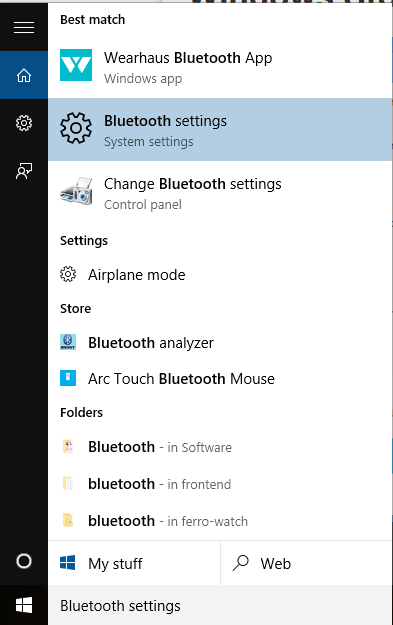 Best match
Wearhaus Bluetooth App
Windows app
Bluetooth settings
System settings
Change Bluetooth settings
Control panel
Settings
Airplane mode
Store
Bluetooth analyzer
Arc Touch Bluetooth Mouse
Folders
Bluetooth - in Software
bluetooth - in frontend
bluetooth - in ferro-watch
My stuff
Web
Bluetooth settings